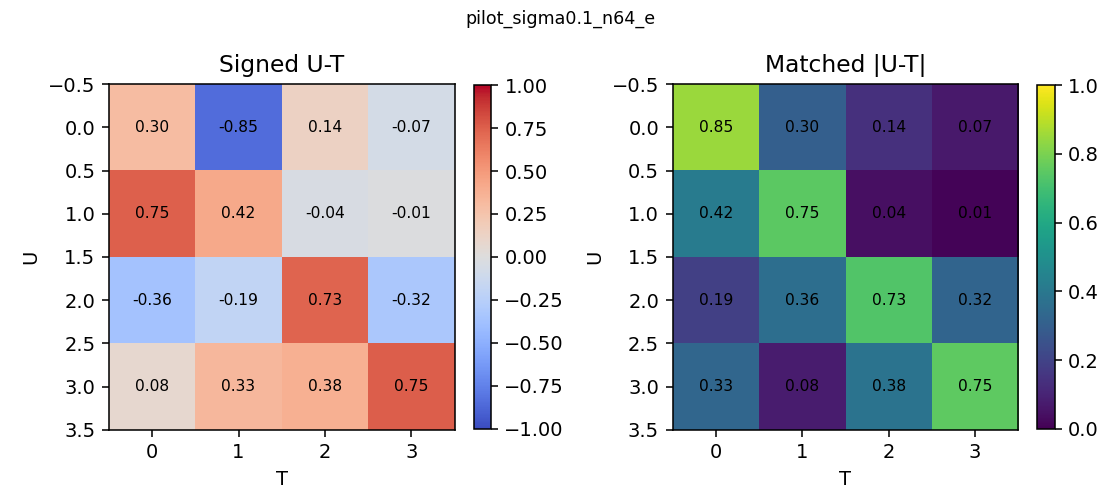 pilot_sigma0.1_n64_e
Signed U-T
−0.5
0.0
0.5
1.0
1.5
2.0
2.5
3.0
3.5
U
0.30 -0.85 0.14 -0.07
0.75 0.42 -0.04 -0.01
-0.36 -0.19 0.73 -0.32
0.08 0.33 0.38 0.75
0 1 2 3
T
1.00
0.75
0.50
0.25
0.00
−0.25
−0.50
−0.75
−1.00
Matched |U-T|
−0.5
0.0
0.5
1.0
1.5
2.0
2.5
3.0
3.5
U
0.85 0.30 0.14 0.07
0.42 0.75 0.04 0.01
0.19 0.36 0.73 0.32
0.33 0.08 0.38 0.75
0 1 2 3
T
1.0
0.8
0.6
0.4
0.2
0.0